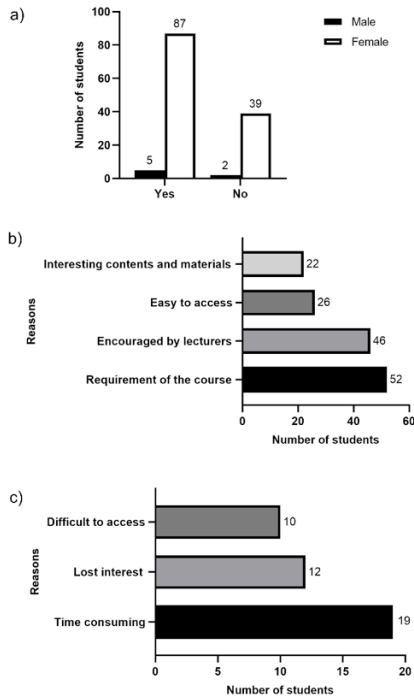 a)
Number of students
100
80
60
40
20
0
87
5
39
2
Yes No
Male
Female
b)
Reasons
Interesting contents and materials 22
Easy to access 26
Encouraged by lecturers 46
Requirement of the course 52
0 20 40 60
Number of students
c)
Reasons
Difficult to access 10
Lost interest 12
Time consuming 19
0 5 10 15 20
Number of students